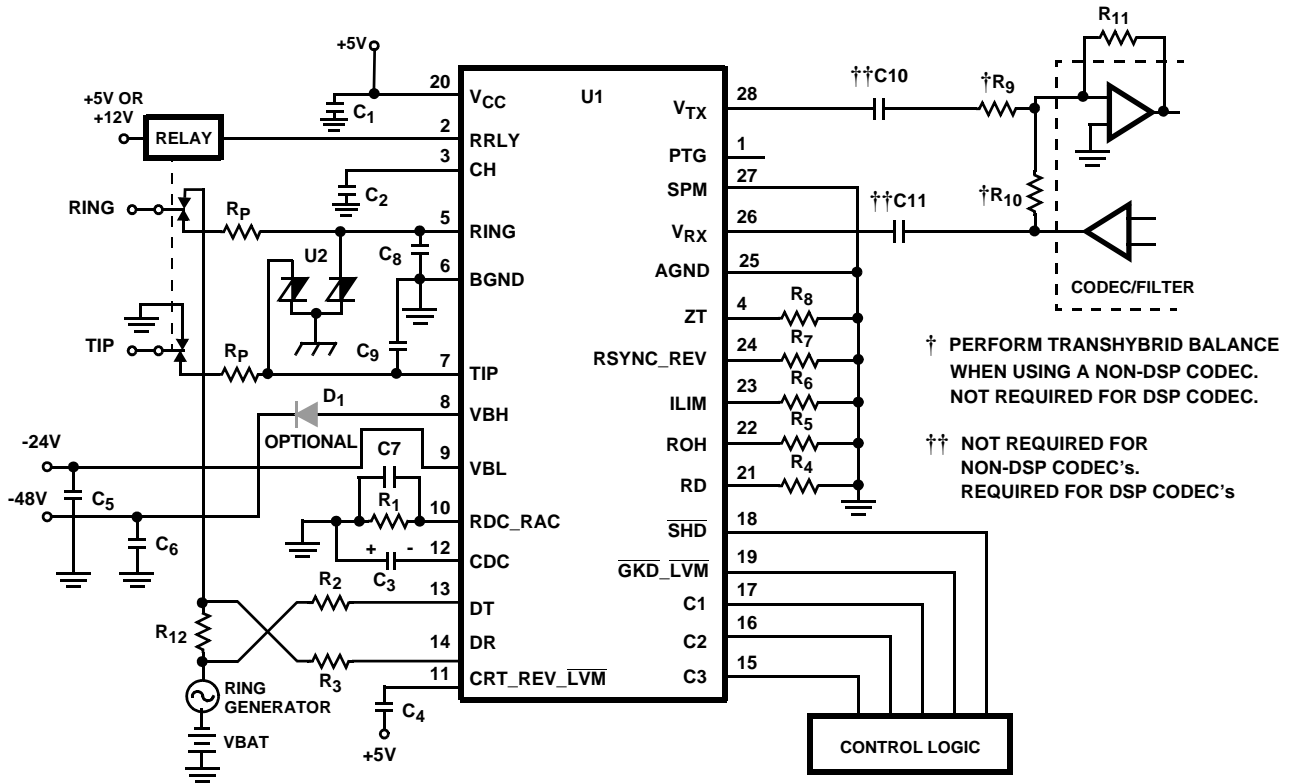 +5V
20
VCC
U1
C1
+5V OR
+12V
RELAY
2
RRLY
3
CH
C2
RING
RP
5
RING
U2
C8
6
BGND
C9
TIP
RP
7
TIP
D1
8
VBH
OPTIONAL
-24V
C7
9
VBL
-48V
C5
R1
10
RDC_RAC
C6
+ -
12
CDC
C3
R2
13
DT
R12
14
DR
R3
11
CRT_REV_LVM
RING
GENERATOR
C4
VBAT
+5V
VTX
28
††C10
†R9
R11
PTG
1
SPM
27
†R10
VRX
26
††C11
AGND
25
CODEC/FILTER
ZT
4
R8
RSYNC_REV
24
R7
ILIM
23
R6
ROH
22
R5
RD
21
R4
SHD
18
GKD_LVM
19
C1
17
C2
16
C3
15
CONTROL LOGIC
† PERFORM TRANSHYBRID BALANCE
WHEN USING A NON-DSP CODEC.
NOT REQUIRED FOR DSP CODEC.
†† NOT REQUIRED FOR
NON-DSP CODEC's.
REQUIRED FOR DSP CODEC's